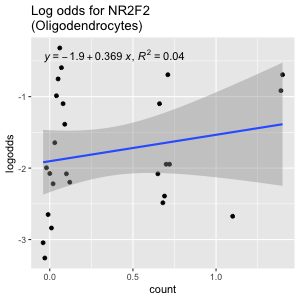 Log odds for NR2F2
(Oligodendrocytes)
y = −1.9 + 0.369 x, R² = 0.04
-1
-2
-3
logodds
0.0 0.5 1.0
count